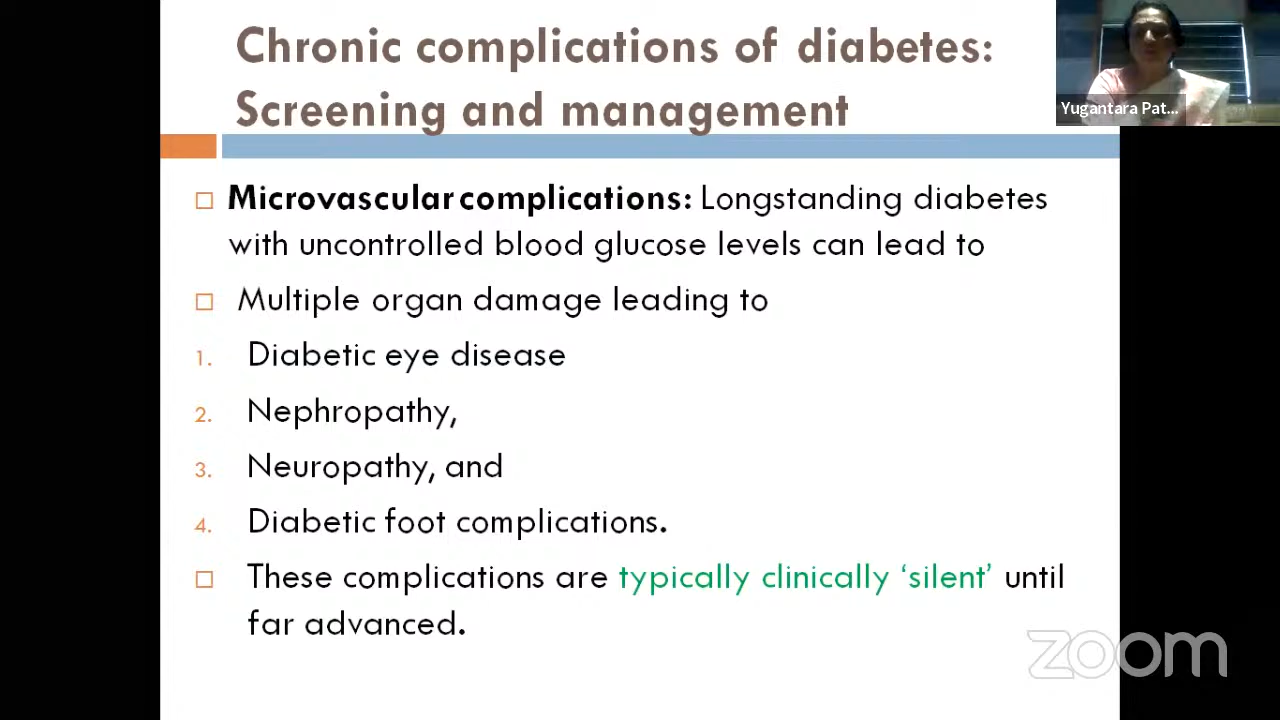 Chronic complications of diabetes:
Screening and management
Yugantara Pat...
Microvascular complications: Longstanding diabetes
with uncontrolled blood glucose levels can lead to
Multiple organ damage leading to
1. Diabetic eye disease
2. Nephropathy,
3. Neuropathy, and
4. Diabetic foot complications.
These complications are typically clinically ‘silent’ until
far advanced.
zoom